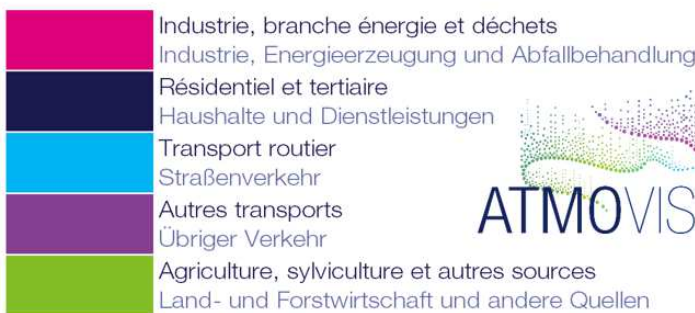 Industrie, branche énergie et déchets
Industrie, Energieerzeugung und Abfallbehandlung
Résidentiel et tertiaire
Haushalte und Dienstleistungen
Transport routier
Straßenverkehr
Autres transports
Übriger Verkehr
Agriculture, sylviculture et autres sources
Land- und Forstwirtschaft und andere Quellen
ATMOVIS